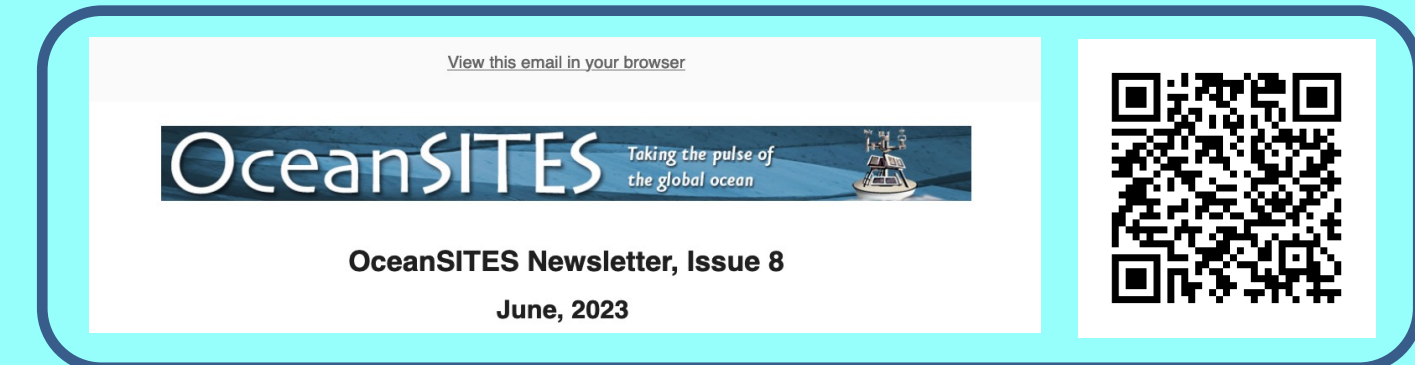 View this email in your browser
OceanSITES
Taking the pulse of
the global ocean
OceanSITES Newsletter, Issue 8
June, 2023